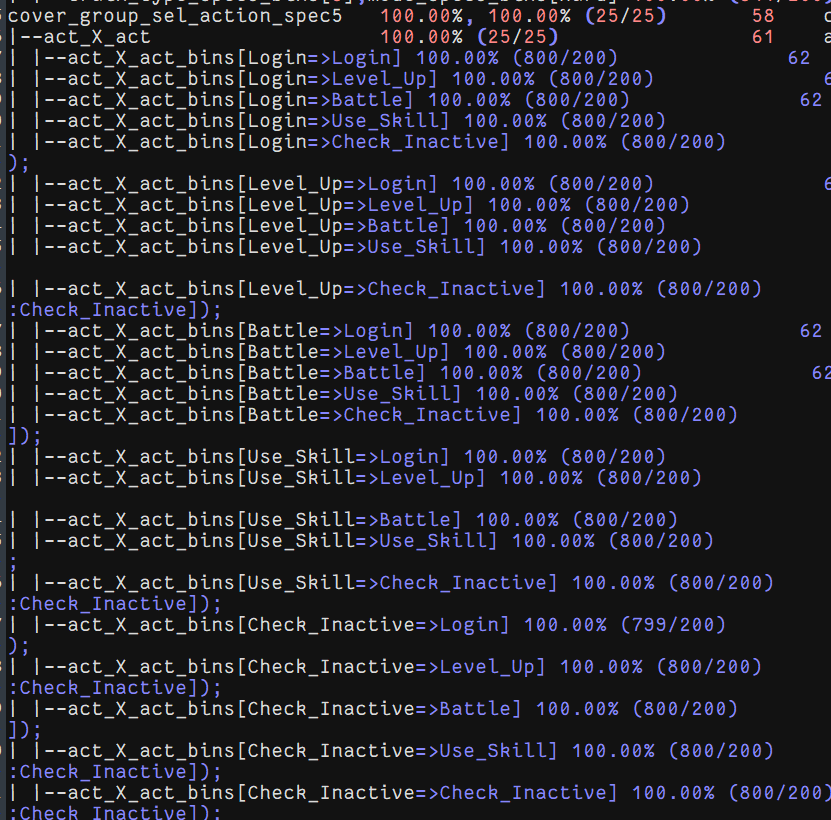 cover_group_sel_action_spec5   100.00%, 100.00% (25/25)       58
|--act_X_act                   100.00% (25/25)                61
| |--act_X_act_bins[Login=>Login] 100.00% (800/200)              62
| |--act_X_act_bins[Login=>Level_Up] 100.00% (800/200)
| |--act_X_act_bins[Login=>Battle] 100.00% (800/200)              62
| |--act_X_act_bins[Login=>Use_Skill] 100.00% (800/200)
| |--act_X_act_bins[Login=>Check_Inactive] 100.00% (800/200)
);
| |--act_X_act_bins[Level_Up=>Login] 100.00% (800/200)
| |--act_X_act_bins[Level_Up=>Level_Up] 100.00% (800/200)
| |--act_X_act_bins[Level_Up=>Battle] 100.00% (800/200)
| |--act_X_act_bins[Level_Up=>Use_Skill] 100.00% (800/200)
| |--act_X_act_bins[Level_Up=>Check_Inactive] 100.00% (800/200)
:Check_Inactive]);
| |--act_X_act_bins[Battle=>Login] 100.00% (800/200)              62
| |--act_X_act_bins[Battle=>Level_Up] 100.00% (800/200)
| |--act_X_act_bins[Battle=>Battle] 100.00% (800/200)              62
| |--act_X_act_bins[Battle=>Use_Skill] 100.00% (800/200)
| |--act_X_act_bins[Battle=>Check_Inactive] 100.00% (800/200)
]);
| |--act_X_act_bins[Use_Skill=>Login] 100.00% (800/200)
| |--act_X_act_bins[Use_Skill=>Level_Up] 100.00% (800/200)
| |--act_X_act_bins[Use_Skill=>Battle] 100.00% (800/200)
| |--act_X_act_bins[Use_Skill=>Use_Skill] 100.00% (800/200)
;
| |--act_X_act_bins[Use_Skill=>Check_Inactive] 100.00% (800/200)
:Check_Inactive]);
| |--act_X_act_bins[Check_Inactive=>Login] 100.00% (799/200)
);
| |--act_X_act_bins[Check_Inactive=>Level_Up] 100.00% (800/200)
:Check_Inactive]);
| |--act_X_act_bins[Check_Inactive=>Battle] 100.00% (800/200)
]);
| |--act_X_act_bins[Check_Inactive=>Use_Skill] 100.00% (800/200)
:Check_Inactive]);
| |--act_X_act_bins[Check_Inactive=>Check_Inactive] 100.00% (800/200)
:Check_Inactive]);